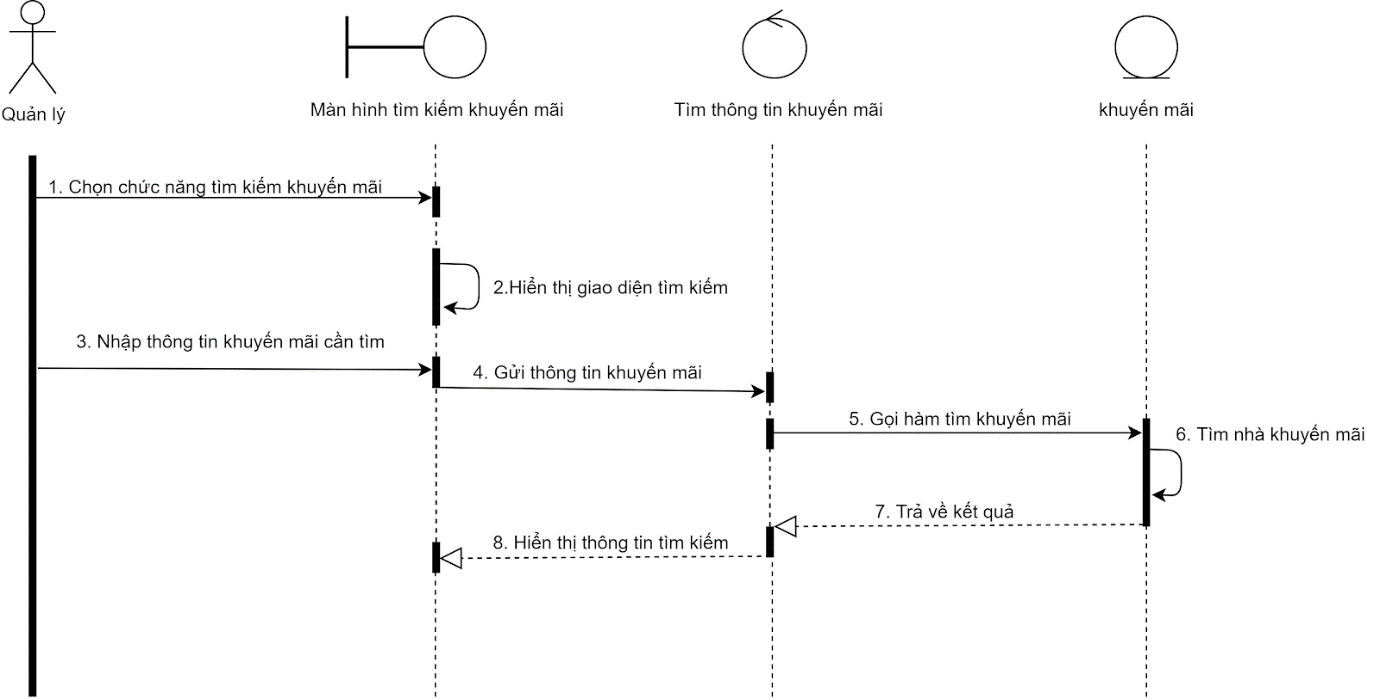 Quản lý
Màn hình tìm kiếm khuyến mãi
Tìm thông tin khuyến mãi
khuyến mãi
1. Chọn chức năng tìm kiếm khuyến mãi
2.Hiển thị giao diện tìm kiếm
3. Nhập thông tin khuyến mãi cần tìm
4. Gửi thông tin khuyến mãi
5. Gọi hàm tìm khuyến mãi
6. Tìm nhà khuyến mãi
7. Trả về kết quả
8. Hiển thị thông tin tìm kiếm